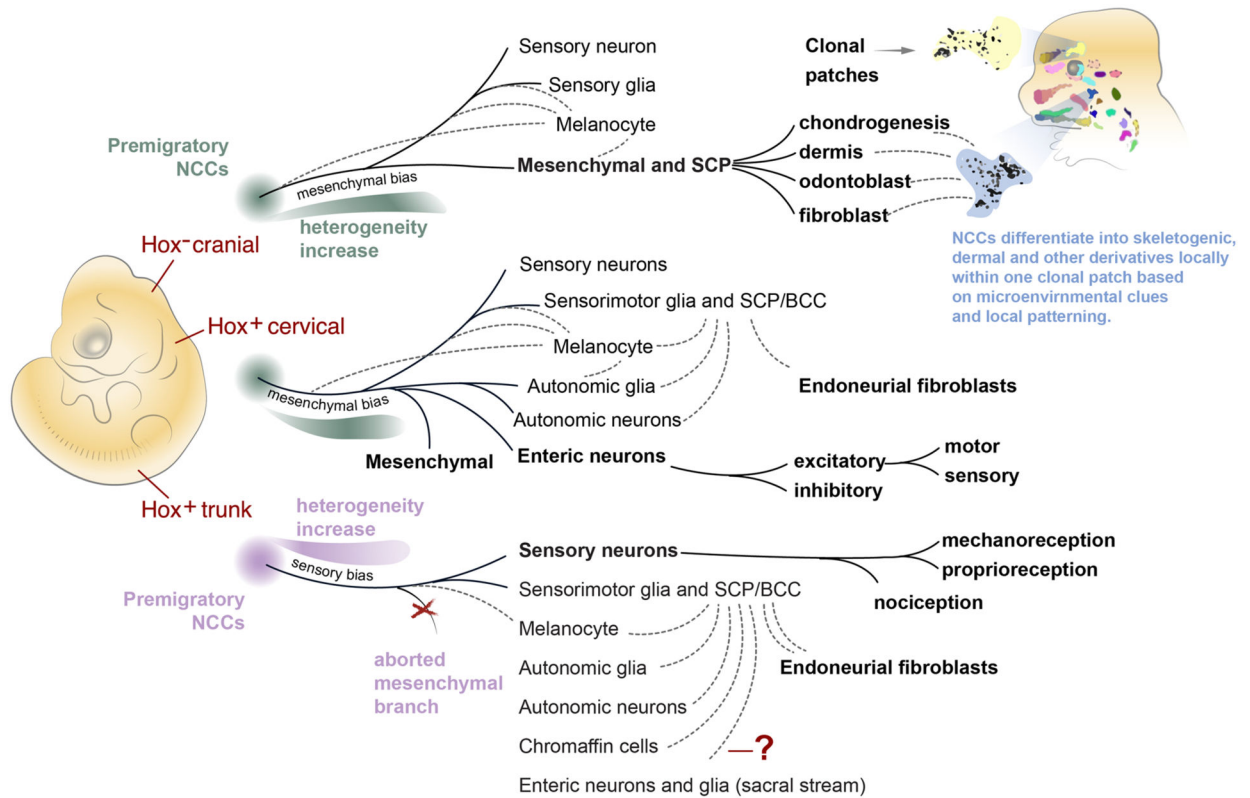 Sensory neuron
Sensory glia
Melanocyte
Mesenchymal and SCP
Premigratory
NCCs
mesenchymal bias
heterogeneity
increase
Clonal
patches
chondrogenesis
dermis
odontoblast
fibroblast
NCCs differentiate into skeletogenic,
dermal and other derivatives locally
within one clonal patch based
on microenvirnmental clues
and local patterning.
Hox- cranial
Hox+ cervical
Hox+ trunk
Sensory neurons
Sensorimotor glia and SCP/BCC
Melanocyte
mesenchymal bias
Autonomic glia
Autonomic neurons
Endoneurial fibroblasts
Mesenchymal
Enteric neurons
excitatory
inhibitory
motor
sensory
heterogeneity
increase
sensory bias
Premigratory
NCCs
aborted
mesenchymal
branch
Sensory neurons
mechanoreception
proprioreception
nociception
Sensorimotor glia and SCP/BCC
Melanocyte
Autonomic glia
Endoneurial fibroblasts
Autonomic neurons
Chromaffin cells
—?
Enteric neurons and glia (sacral stream)